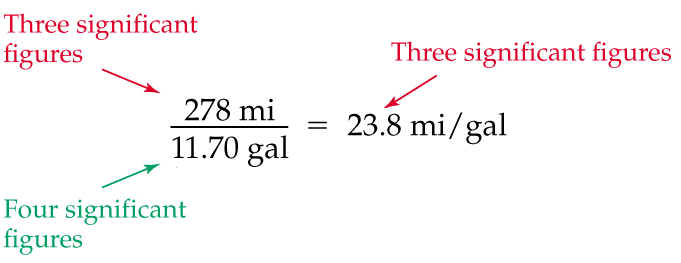 Three significant
figures
Three significant figures
278 mi
11.70 gal
= 23.8 mi/gal
Four significant
figures